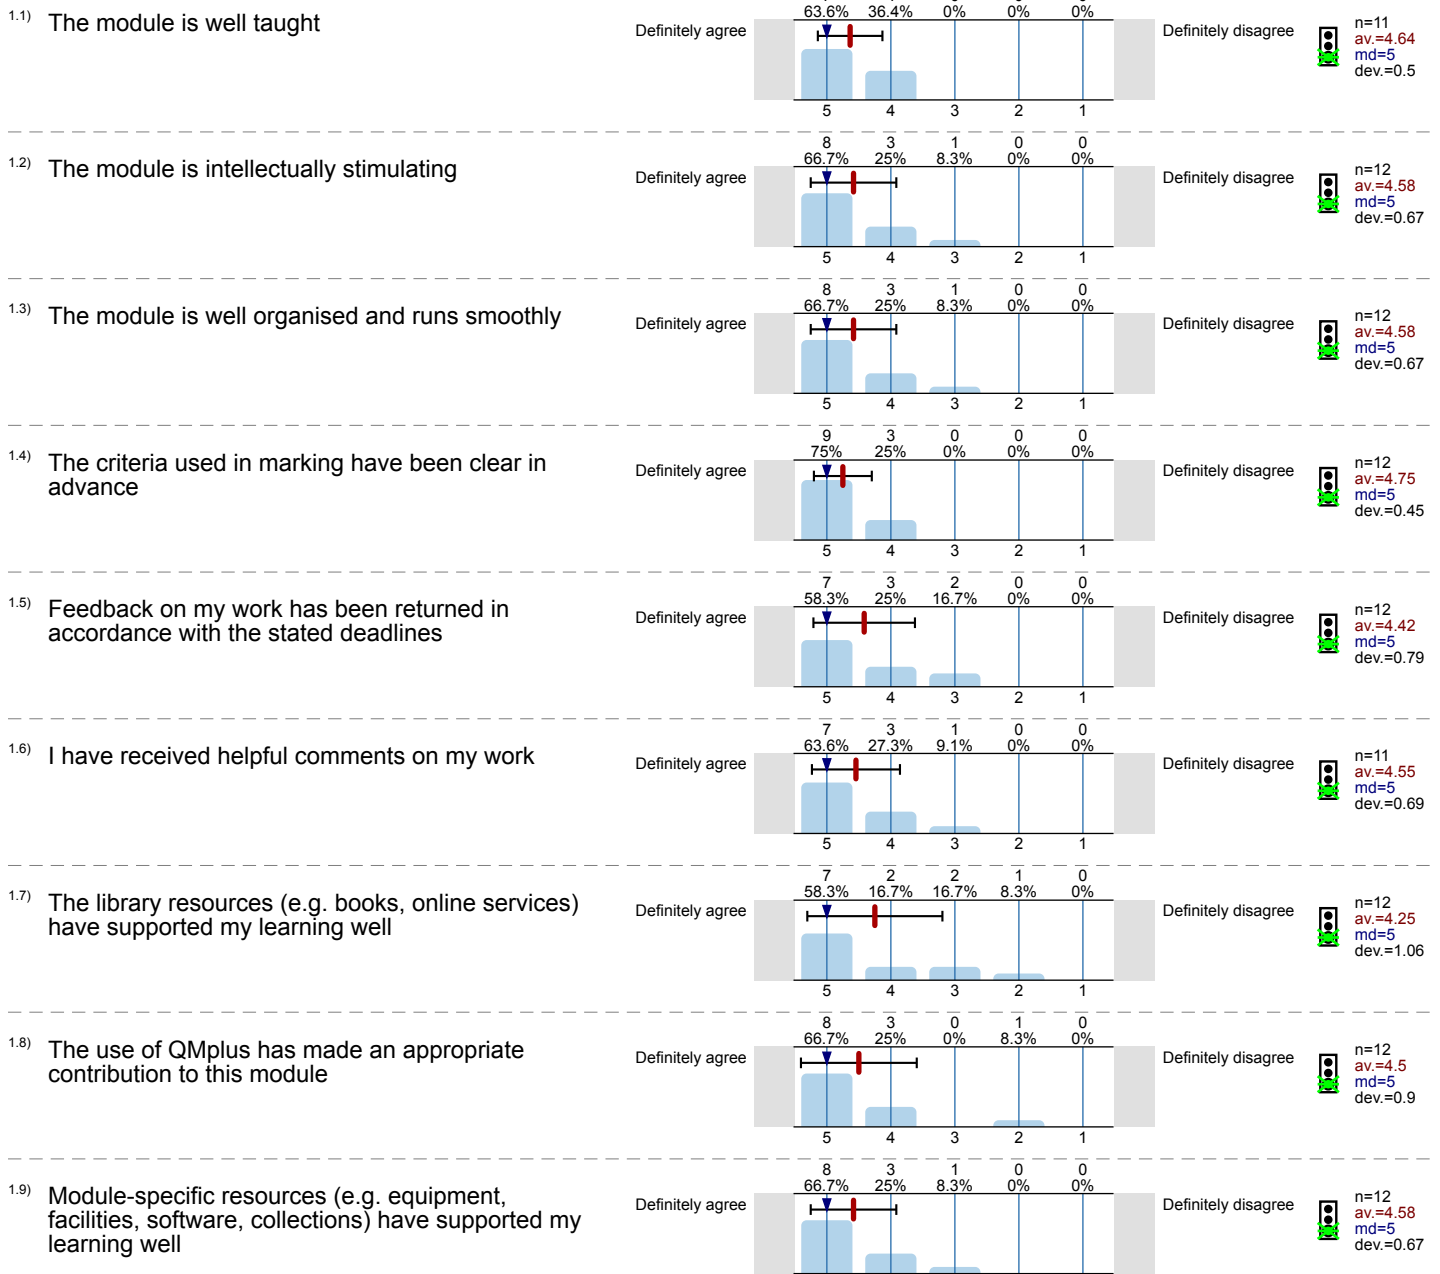 63.6% 36.4% 0% 0% 0%
1.1) The module is well taught Definitely agree Definitely disagree n=11
av.=4.64
md=5
dev.=0.5
5 4 3 2 1
8 3 1 0 0
66.7% 25% 8.3% 0% 0%
1.2) The module is intellectually stimulating Definitely agree Definitely disagree n=12
av.=4.58
md=5
dev.=0.67
5 4 3 2 1
8 3 1 0 0
66.7% 25% 8.3% 0% 0%
1.3) The module is well organised and runs smoothly Definitely agree Definitely disagree n=12
av.=4.58
md=5
dev.=0.67
5 4 3 2 1
9 3 0 0 0
75% 25% 0% 0% 0%
1.4) The criteria used in marking have been clear in Definitely agree Definitely disagree n=12
advance av.=4.75
md=5
dev.=0.45
5 4 3 2 1
7 3 2 0 0
58.3% 25% 16.7% 0% 0%
1.5) Feedback on my work has been returned in Definitely agree Definitely disagree n=12
accordance with the stated deadlines av.=4.42
md=5
dev.=0.79
5 4 3 2 1
7 3 1 0 0
63.6% 27.3% 9.1% 0% 0%
1.6) I have received helpful comments on my work Definitely agree Definitely disagree n=11
av.=4.55
md=5
dev.=0.69
5 4 3 2 1
7 2 2 1 0
58.3% 16.7% 16.7% 8.3% 0%
1.7) The library resources (e.g. books, online services) Definitely agree Definitely disagree n=12
have supported my learning well av.=4.25
md=5
dev.=1.06
5 4 3 2 1
8 3 0 1 0
66.7% 25% 0% 8.3% 0%
1.8) The use of QMplus has made an appropriate Definitely agree Definitely disagree n=12
contribution to this module av.=4.5
md=5
dev.=0.9
5 4 3 2 1
8 3 1 0 0
66.7% 25% 8.3% 0% 0%
1.9) Module-specific resources (e.g. equipment, Definitely agree Definitely disagree n=12
facilities, software, collections) have supported my av.=4.58
learning well md=5
dev.=0.67